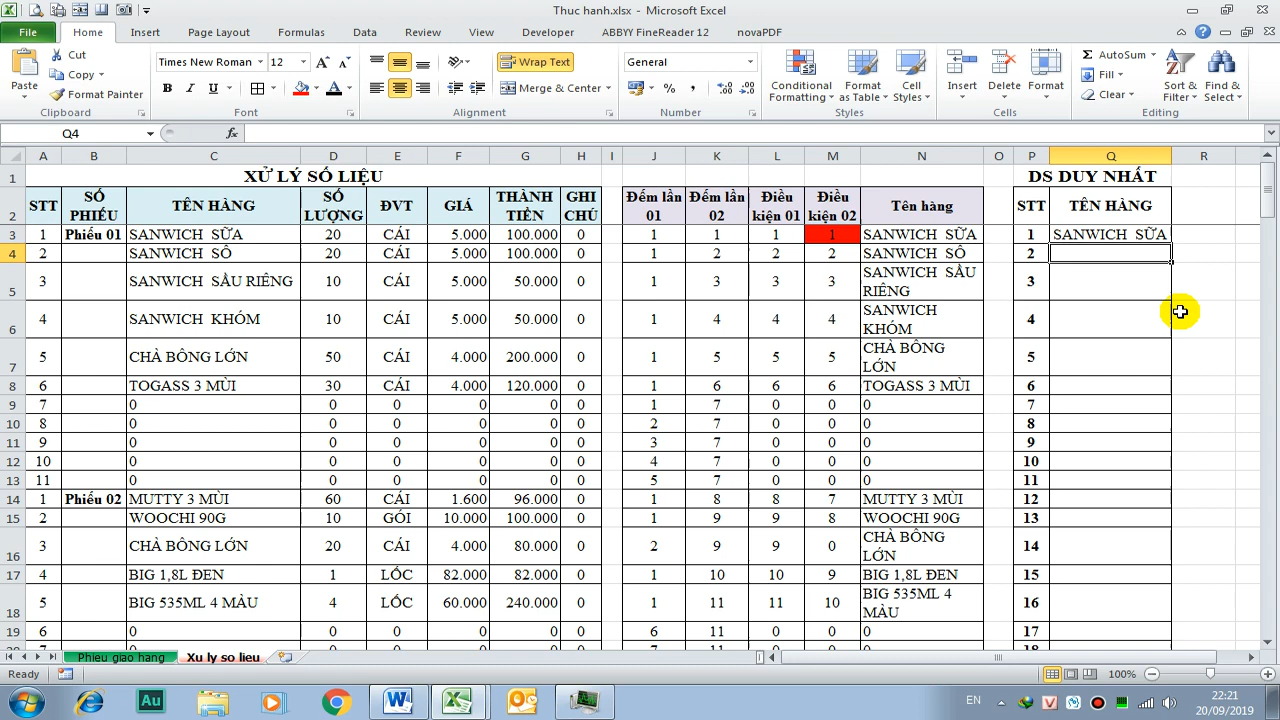 Thuc hanh.xlsx - Microsoft Excel
File Home Insert Page Layout Formulas Data Review View Developer ABBYY FineReader 12 novaPDF
Paste Cut Copy Format Painter Clipboard
Times New Roman 12 B I U A Font
Wrap Text Merge & Center Alignment
General % , Number
Conditional Formatting Format as Table Cell Styles Styles
Insert Delete Format Cells
AutoSum Fill Clear Sort & Filter Find & Select Editing
Q4 fx
A B C D E F G H I J K L M N O P Q R
1 XỬ LÝ SỐ LIỆU DS DUY NHẤT
2 STT SỐ PHIẾU TÊN HÀNG SỐ LƯỢNG ĐVT GIÁ THÀNH TIỀN GHI CHÚ Đếm lần 01 Đếm lần 02 Điều kiện 01 Điều kiện 02 Tên hàng STT TÊN HÀNG
3 1 Phiếu 01 SANWICH SỮA 20 CÁI 5.000 100.000 0 1 1 1 1 SANWICH SỮA 1 SANWICH SỮA
4 2 SANWICH SÔ 20 CÁI 5.000 100.000 0 1 2 2 2 SANWICH SÔ 2
5 3 SANWICH SẦU RIÊNG 10 CÁI 5.000 50.000 0 1 3 3 3 SANWICH SẦU RIÊNG 3
6 4 SANWICH KHÓM 10 CÁI 5.000 50.000 0 1 4 4 4 SANWICH KHÓM 4
7 5 CHÀ BÔNG LỚN 50 CÁI 4.000 200.000 0 1 5 5 5 CHÀ BÔNG LỚN 5
8 6 TOGASS 3 MÙI 30 CÁI 4.000 120.000 0 1 6 6 6 TOGASS 3 MÙI 6
9 7 0 0 0 0 0 0 1 7 0 0 0 7
10 8 0 0 0 0 0 0 2 7 0 0 0 8
11 9 0 0 0 0 0 0 3 7 0 0 0 9
12 10 0 0 0 0 0 0 4 7 0 0 0 10
13 11 0 0 0 0 0 0 5 7 0 0 0 11
14 1 Phiếu 02 MUTTY 3 MÙI 60 CÁI 1.600 96.000 0 1 8 8 7 MUTTY 3 MÙI 12
15 2 WOOCHI 90G 10 GÓI 10.000 100.000 0 1 9 9 8 WOOCHI 90G 13
16 3 CHÀ BÔNG LỚN 20 CÁI 4.000 80.000 0 2 9 9 0 CHÀ BÔNG LỚN 14
17 4 BIG 1,8L ĐEN 1 LỐC 82.000 82.000 0 1 10 10 9 BIG 1,8L ĐEN 15
18 5 BIG 535ML 4 MÀU 4 LỐC 60.000 240.000 0 1 11 11 10 BIG 535ML 4 MÀU 16
19 6 0 0 0 0 0 0 6 11 0 0 0 17
Phieu giao hang Xu ly so lieu
Ready 100%
EN 22:21
20/09/2019